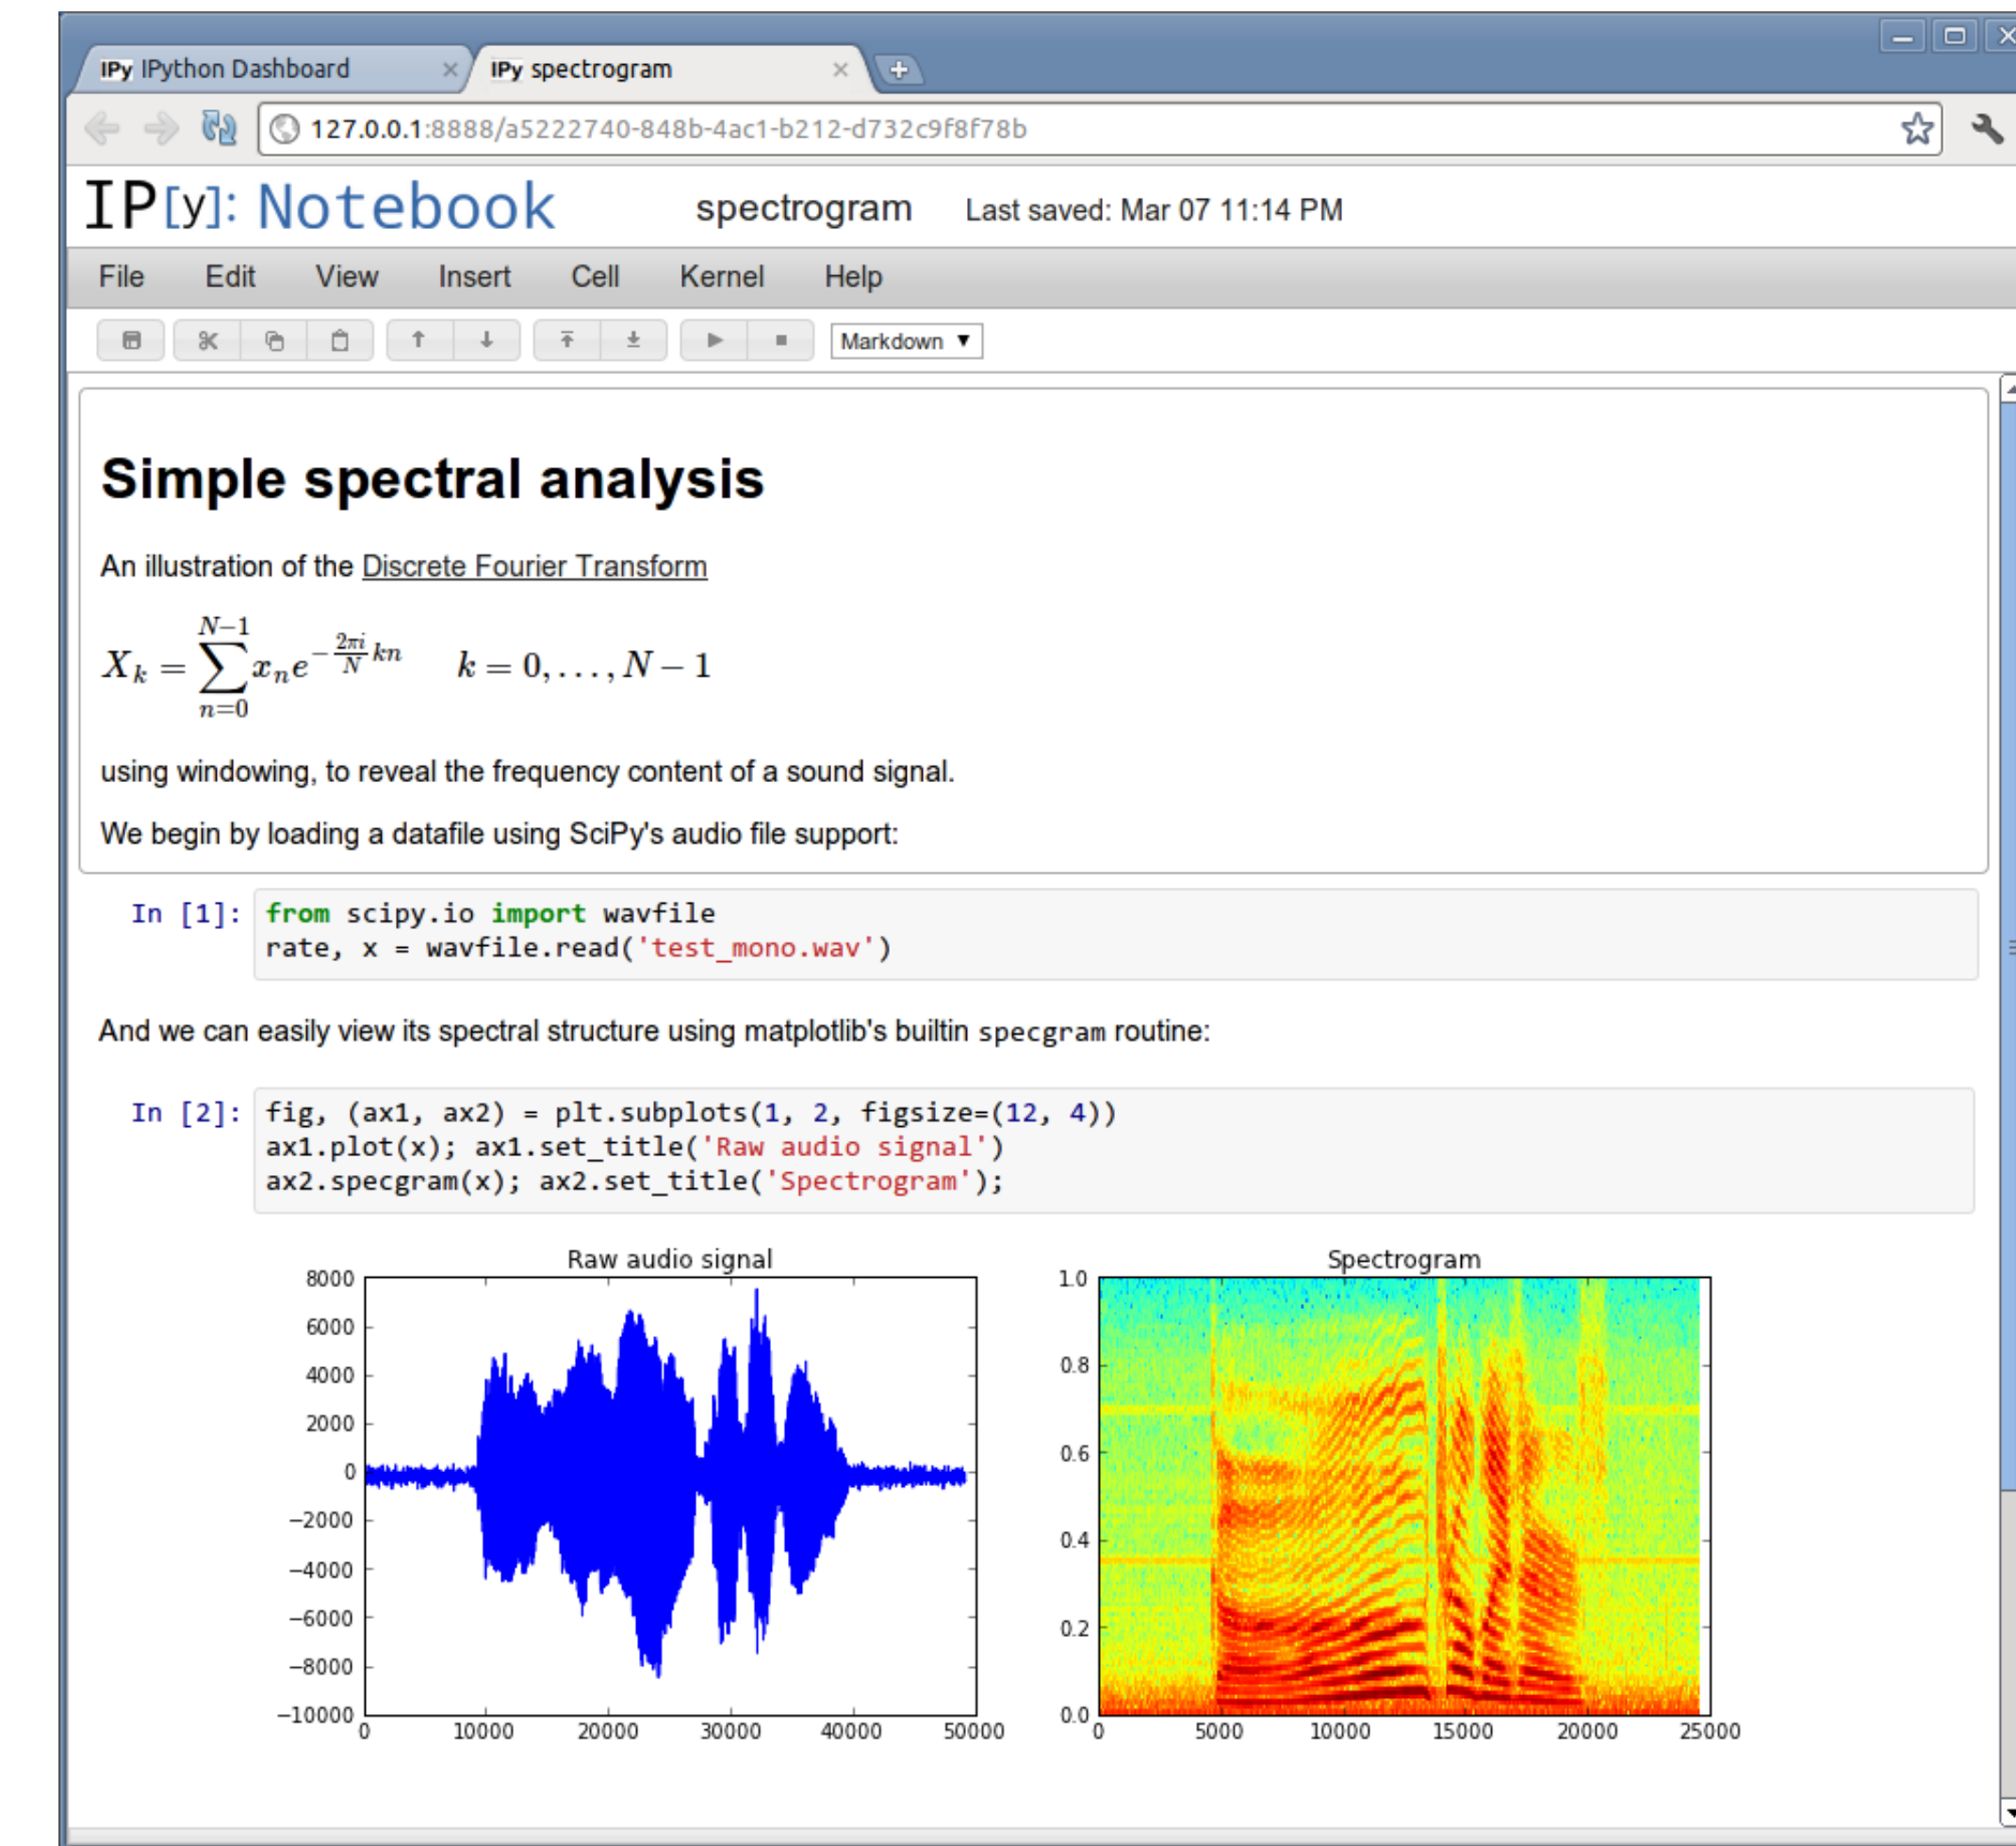 IPy IPython Dashboard
IPy spectrogram
127.0.0.1:8888/a5222740-848b-4ac1-b212-d732c9f8f78b
IP[y]: Notebook spectrogram Last saved: Mar 07 11:14 PM
File Edit View Insert Cell Kernel Help
Markdown
Simple spectral analysis
An illustration of the Discrete Fourier Transform
X_k = \sum_{n=0}^{N-1} x_n e^{-\frac{2\pi i}{N} kn} k = 0, . . . , N − 1
using windowing, to reveal the frequency content of a sound signal.
We begin by loading a datafile using SciPy's audio file support:
In [1]: from scipy.io import wavfile
rate, x = wavfile.read('test_mono.wav')
And we can easily view its spectral structure using matplotlib's builtin specgram routine:
In [2]: fig, (ax1, ax2) = plt.subplots(1, 2, figsize=(12, 4))
ax1.plot(x); ax1.set_title('Raw audio signal')
ax2.specgram(x); ax2.set_title('Spectrogram');
Raw audio signal
8000
6000
4000
2000
0
−2000
−4000
−6000
−8000
−10000
0 10000 20000 30000 40000 50000
Spectrogram
1.0
0.8
0.6
0.4
0.2
0.0
0 5000 10000 15000 20000 25000